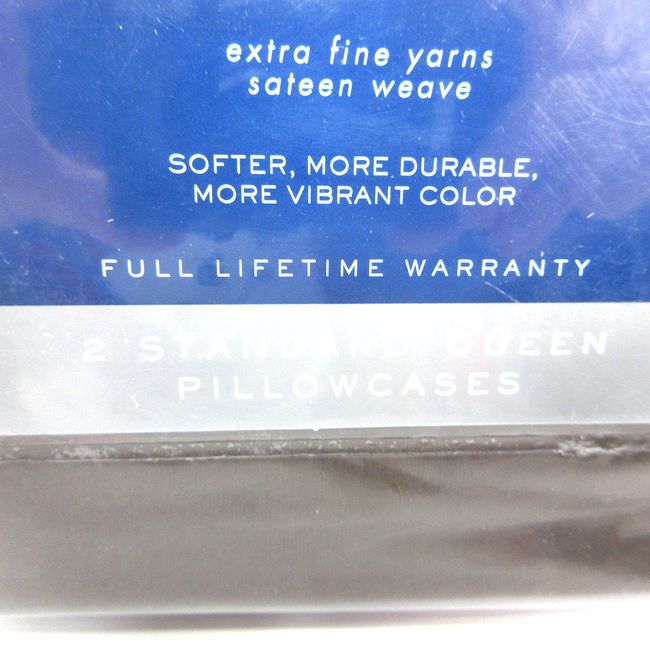 extra fine yarns
sateen weave
SOFTER, MORE DURABLE,
MORE VIBRANT COLOR
FULL LIFETIME WARRANTY
2 STANDARD/QUEEN
PILLOWCASES